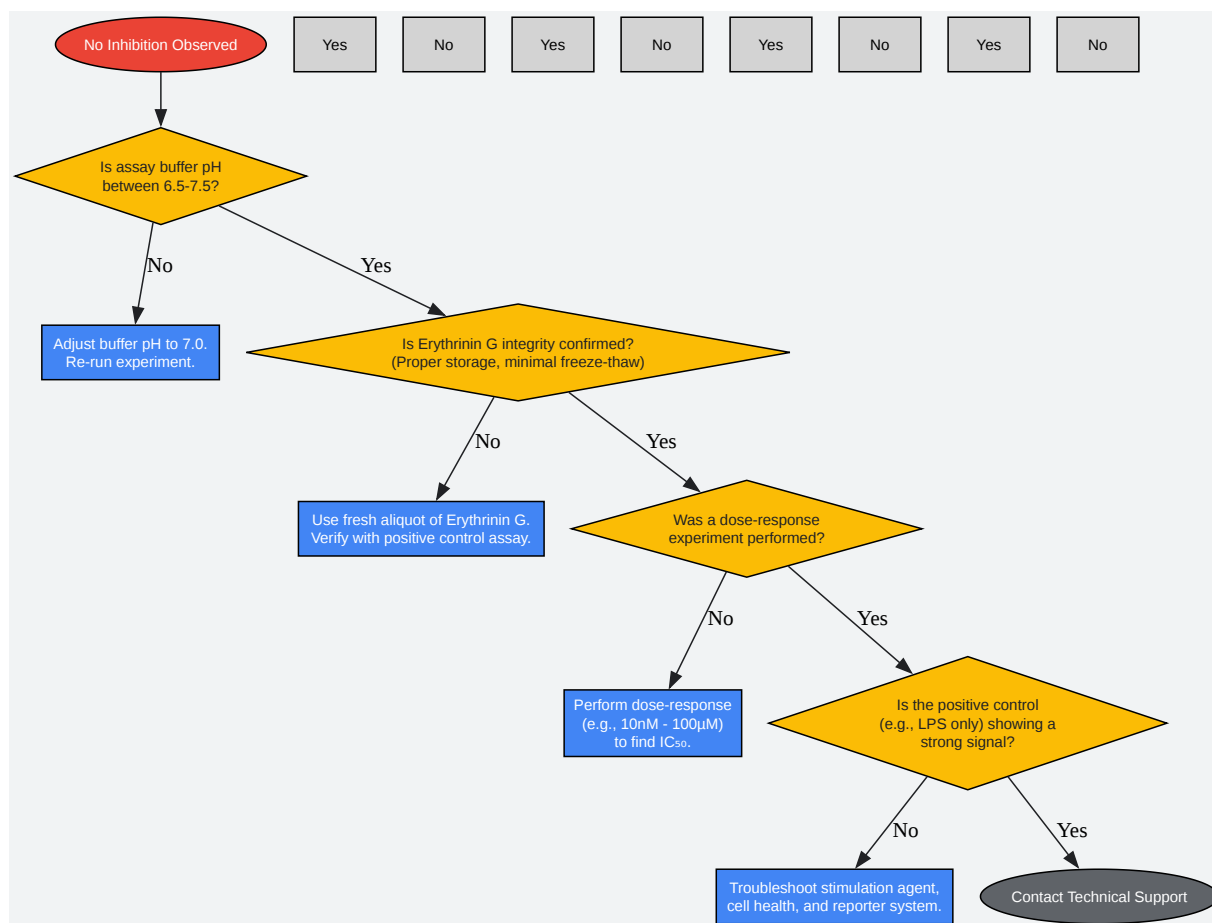 No Inhibition Observed
Yes
No
Yes
No
Yes
No
Yes
No
Is assay buffer pH
between 6.5-7.5?
No
Yes
Adjust buffer pH to 7.0.
Re-run experiment.
Is Erythrinin G integrity confirmed?
(Proper storage, minimal freeze-thaw)
No
Yes
Use fresh aliquot of Erythrinin G.
Verify with positive control assay.
Was a dose-response
experiment performed?
No
Yes
Perform dose-response
(e.g., 10nM - 100µM)
to find IC₅₀.
Is the positive control
(e.g., LPS only) showing a
strong signal?
No
Yes
Troubleshoot stimulation agent,
cell health, and reporter system.
Contact Technical Support